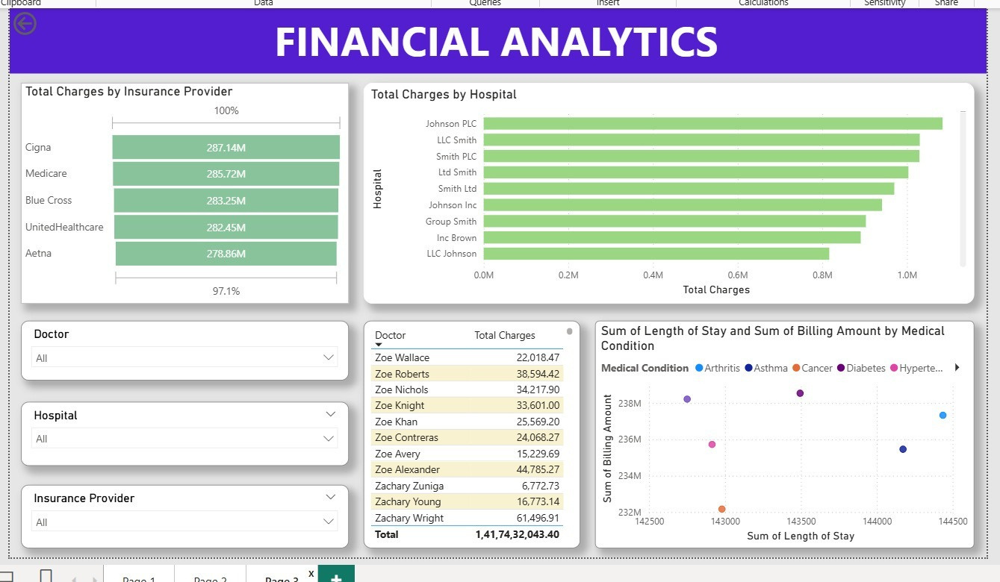 Clipboard
Data
Queries
Insert
Calculations
Sensitivity
Share
FINANCIAL ANALYTICS
Total Charges by Insurance Provider
100%
Cigna 287.14M
Medicare 285.72M
Blue Cross 283.25M
UnitedHealthcare 282.45M
Aetna 278.86M
97.1%
Total Charges by Hospital
Hospital
Johnson PLC
LLC Smith
Smith PLC
Ltd Smith
Smith Ltd
Johnson Inc
Group Smith
Inc Brown
LLC Johnson
0.0M 0.2M 0.4M 0.6M 0.8M 1.0M
Total Charges
Doctor
All
Hospital
All
Insurance Provider
All
Doctor Total Charges
Zoe Wallace 22,018.47
Zoe Roberts 38,594.42
Zoe Nichols 34,217.90
Zoe Knight 33,601.00
Zoe Khan 25,569.20
Zoe Contreras 24,068.27
Zoe Avery 15,229.69
Zoe Alexander 44,785.27
Zachary Zuniga 6,772.73
Zachary Young 16,773.14
Zachary Wright 61,496.91
Total 1,41,74,32,043.40
Sum of Length of Stay and Sum of Billing Amount by Medical
Condition
Medical Condition Arthritis Asthma Cancer Diabetes Hyperte...
Sum of Billing Amount
238M
236M
234M
232M
142500 143000 143500 144000 144500
Sum of Length of Stay
Page 1
Page 2
Page 3
x
+